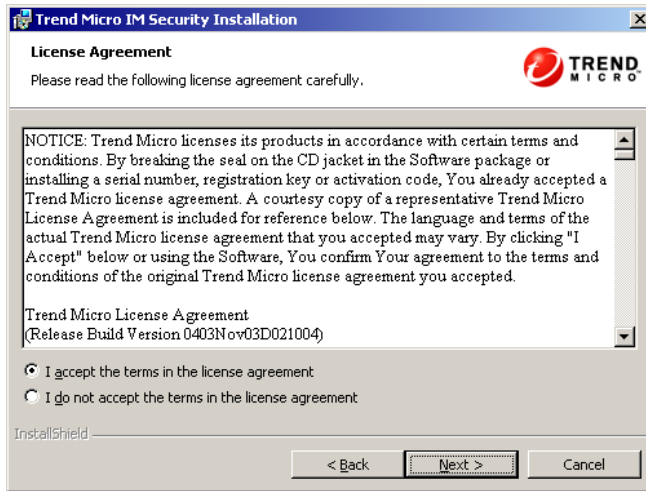 Trend Micro IM Security Installation
License Agreement
Please read the following license agreement carefully.
TREND
MICRO
NOTICE: Trend Micro licenses its products in accordance with certain terms and
conditions. By breaking the seal on the CD jacket in the Software package or
installing a serial number, registration key or activation code, You already accepted a
Trend Micro license agreement. A courtesy copy of a representative Trend Micro
License Agreement is included for reference below. The language and terms of the
actual Trend Micro license agreement that you accepted may vary. By clicking "I
Accept" below or using the Software, You confirm Your agreement to the terms and
conditions of the original Trend Micro license agreement you accepted.
Trend Micro License Agreement
(Release Build Version 0403Nov03D021004)
I accept the terms in the license agreement
I do not accept the terms in the license agreement
InstallShield
< Back
Next >
Cancel